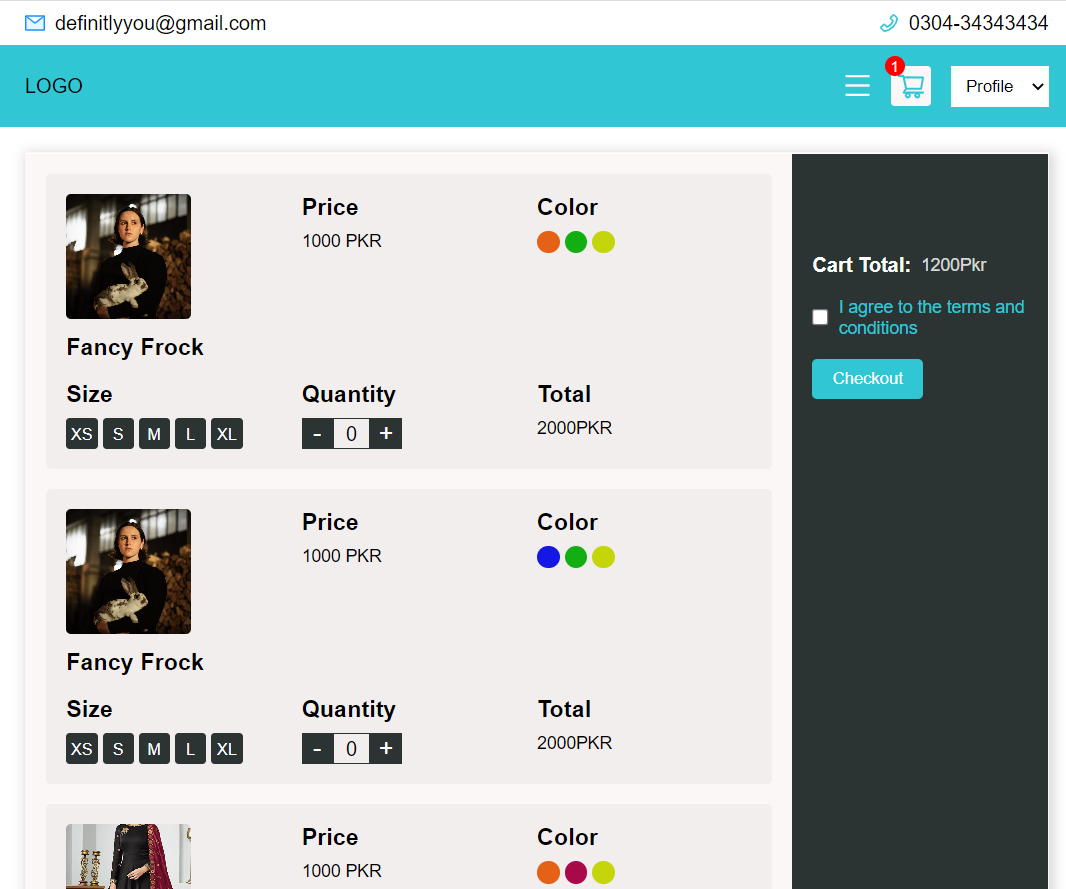 definitlyyou@gmail.com 0304-34343434
LOGO 1 Profile
Price Color
1000 PKR
Cart Total: 1200Pkr
I agree to the terms and
conditions
Checkout
Fancy Frock
Size Quantity Total
XS S M L XL - 0 + 2000PKR
Price Color
1000 PKR
Fancy Frock
Size Quantity Total
XS S M L XL - 0 + 2000PKR
Price Color
1000 PKR